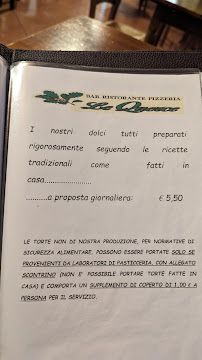 BAR RISTORANTE PIZZERIA
I nostri dolci tutti preparati
rigorosamente seguendo le ricette
tradizionali come fatti in
casa......................
..........a proposta giornaliera: € 5,50
LE TORTE NON DI NOSTRA PRODUZIONE, PER NORMATIVE DI
SICUREZZA ALIMENTARE, POSSONO ESSERE PORTATE SOLO SE
PROVENIENTI DA LABORATORI DI PASTICCERIA, CON ALLEGATO
SCONTRINO (NON E' POSSIBILE PORTARE TORTE FATTE IN
CASA) E COMPORTA UN SUPPLEMENTO DI COPERTO DI 1,00 € A
PERSONA PER IL SERVIZIO.